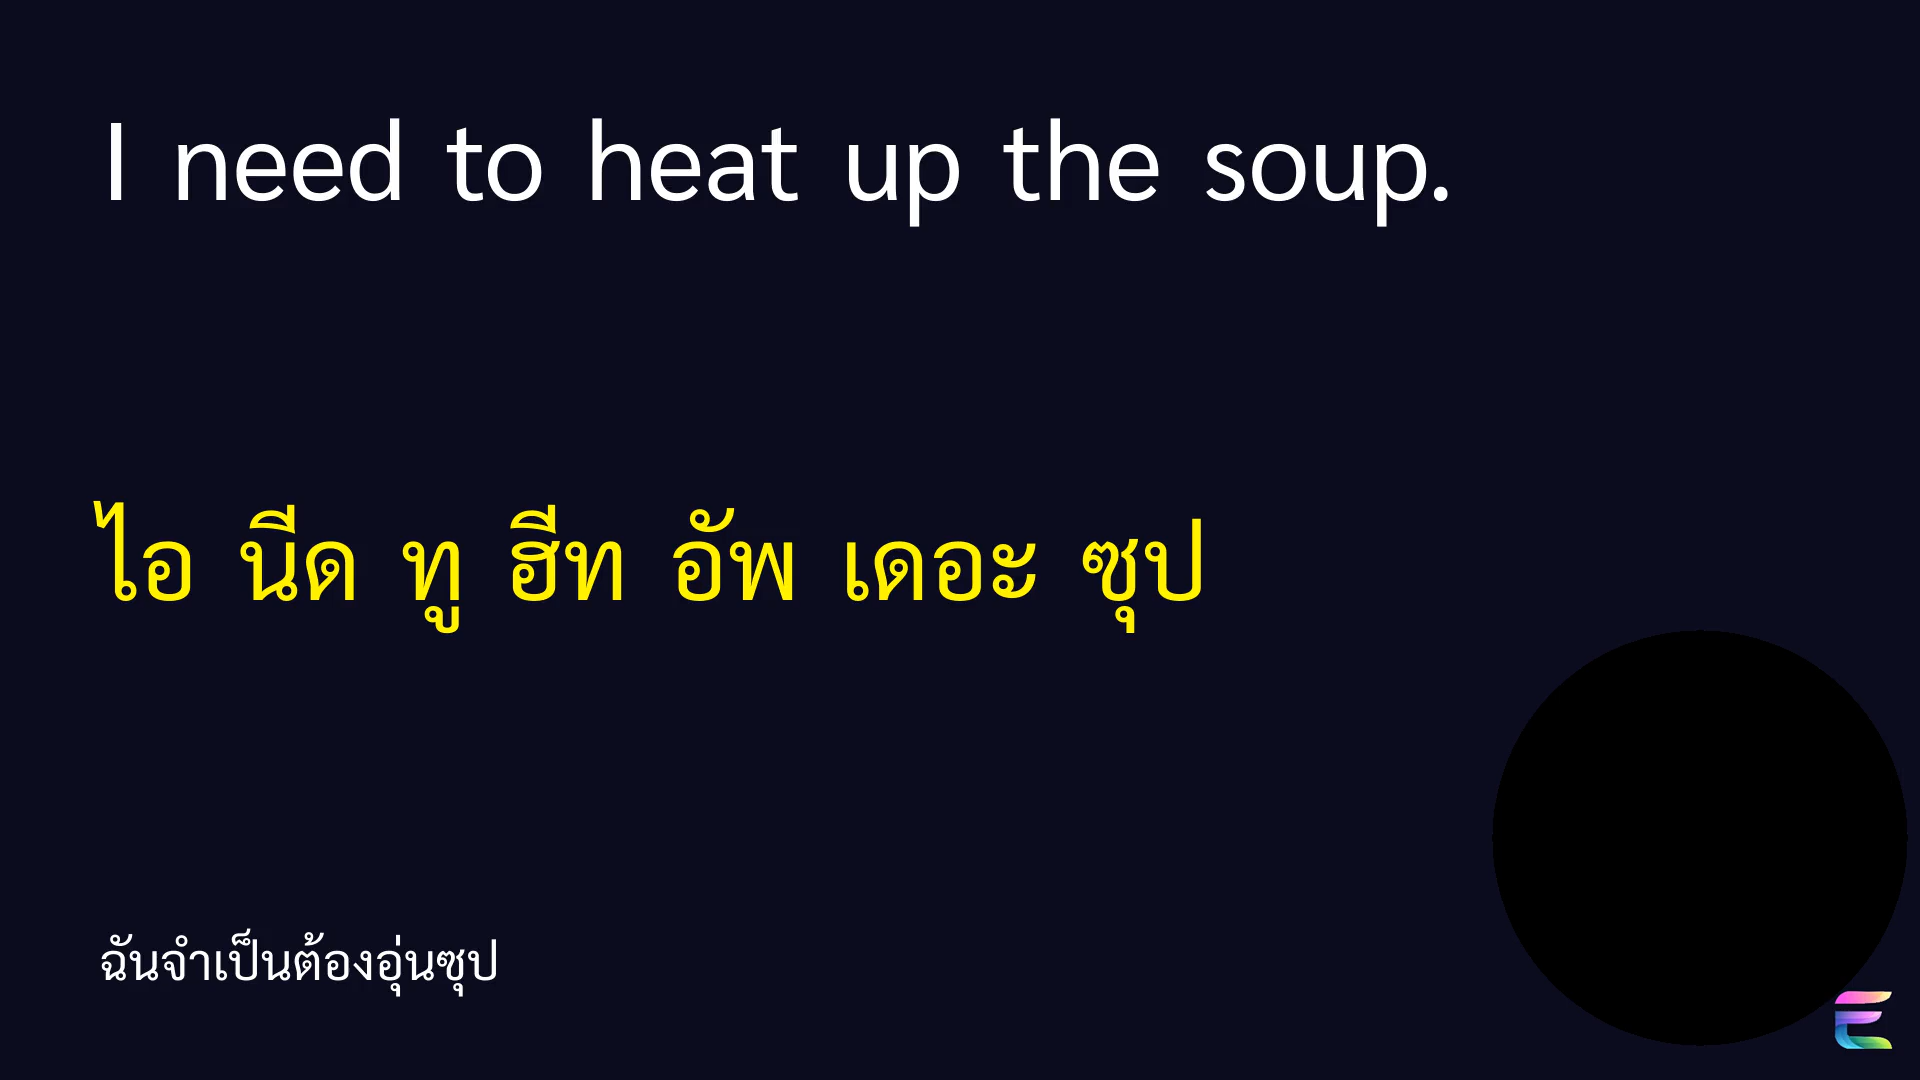 I need to heat up the soup.
ไอ นีด ทู ฮีท อัพ เดอะ ซุป
ฉันจำเป็นต้องอุ่นซุป